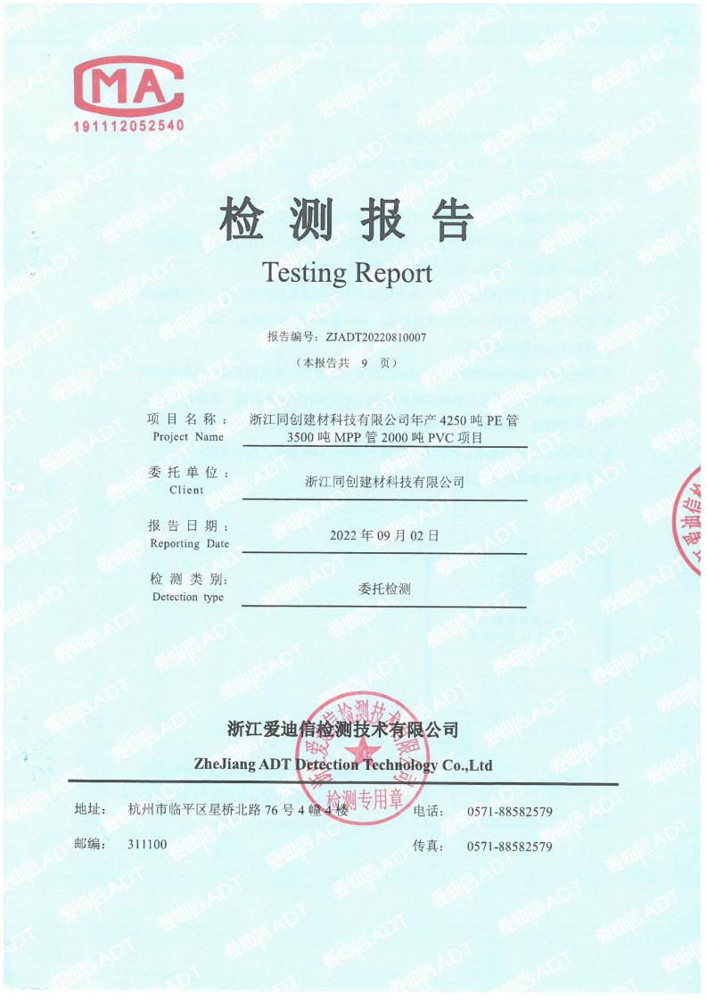 CMA
191112052540
检测报告
Testing Report
报告编号：ZJADT20220810007
（本报告共 9 页）
项目名称： 浙江同创建材科技有限公司年产 4250 吨 PE 管
Project Name 3500 吨 MPP 管 2000 吨 PVC 项目
委托单位： 浙江同创建材科技有限公司
Client
报告日期： 2022 年 09 月 02 日
Reporting Date
检测类别: 委托检测
Detection type
浙江爱迪信检测技术有限公司
ZheJiang ADT Detection Technology Co.,Ltd
检测专用章
地址： 杭州市临平区星桥北路 76 号 4 幢 4 楼 电话： 0571-88582579
邮编： 311100 传真： 0571-88582579
爱迪信ADT